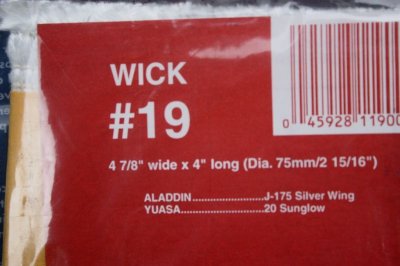 WICK
#19
0 45928 11900
4 7/8" wide x 4" long (Dia. 75mm/2 15/16")
ALADDIN........................J-175 Silver Wing
YUASA............................20 Sunglow